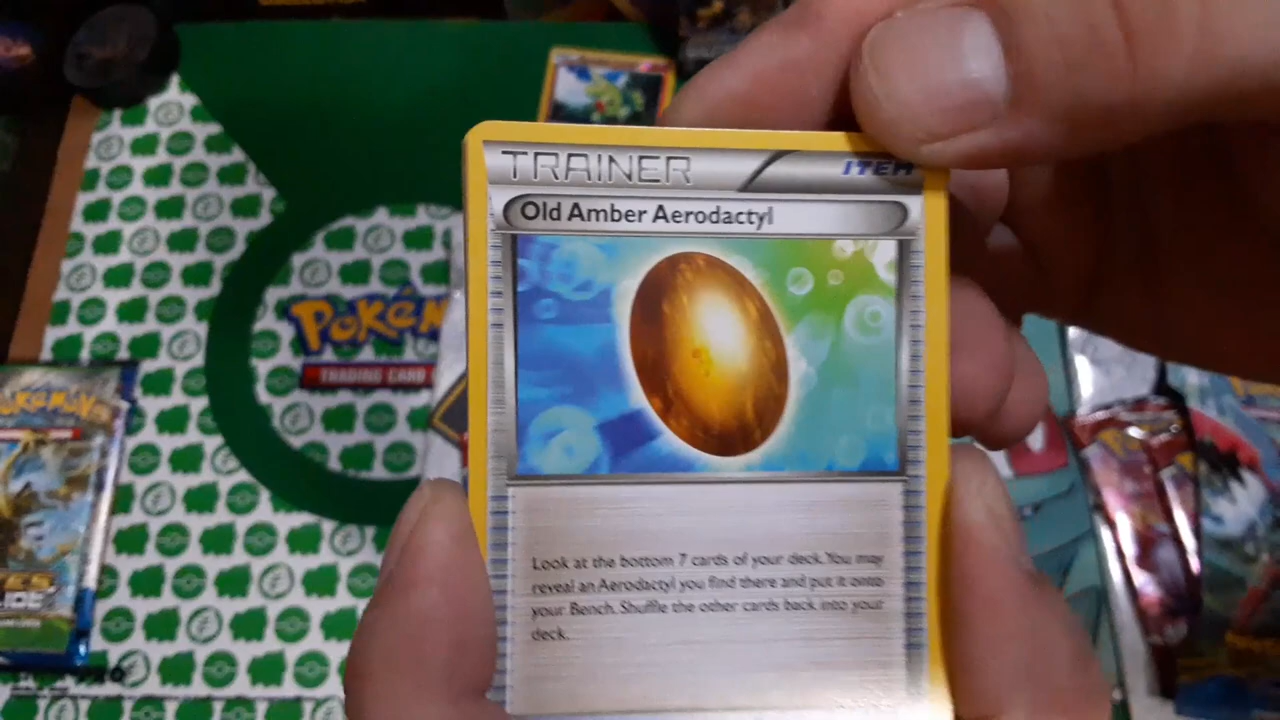 TRAINER
ITEM
Old Amber Aerodactyl
Look at the bottom 7 cards of your deck. You may
reveal an Aerodactyl you find there and put it onto
your Bench. Shuffle the other cards back into your
deck.
POKÉM
TRADING CARD
POKÉMON